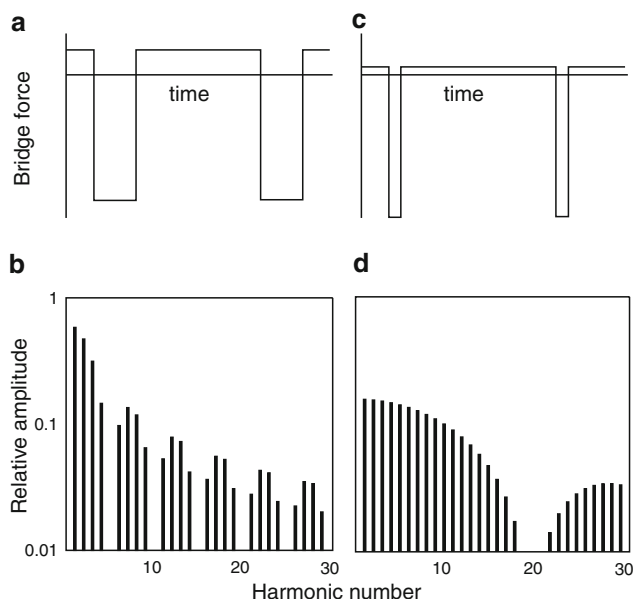 a
c
time
time
Bridge force
b
d
1
0.1
0.01
Relative amplitude
10
20
30
10
20
30
Harmonic number